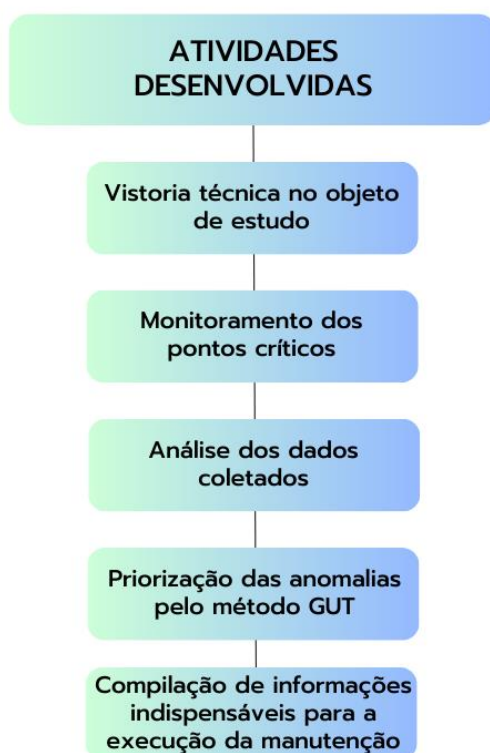 ATIVIDADES
DESENVOLVIDAS
Vistoria técnica no objeto
de estudo
Monitoramento dos
pontos críticos
Análise dos dados
coletados
Priorização das anomalias
pelo método GUT
Compilação de informações
indispensáveis para a
execução da manutenção